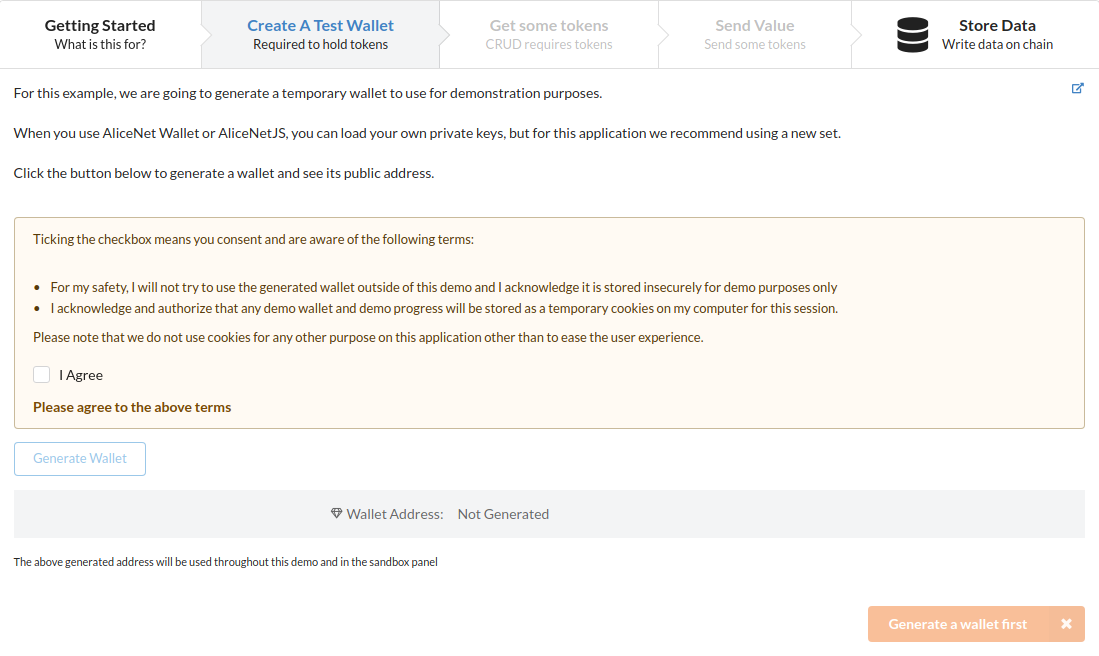 Getting Started
What is this for?
Create A Test Wallet
Required to hold tokens
Get some tokens
CRUD requires tokens
Send Value
Send some tokens
Store Data
Write data on chain
For this example, we are going to generate a temporary wallet to use for demonstration purposes.
When you use AliceNet Wallet or AliceNetJS, you can load your own private keys, but for this application we recommend using a new set.
Click the button below to generate a wallet and see its public address.
Ticking the checkbox means you consent and are aware of the following terms:
• For my safety, I will not try to use the generated wallet outside of this demo and I acknowledge it is stored insecurely for demo purposes only
• I acknowledge and authorize that any demo wallet and demo progress will be stored as a temporary cookies on my computer for this session.
Please note that we do not use cookies for any other purpose on this application other than to ease the user experience.
I Agree
Please agree to the above terms
Generate Wallet
Wallet Address: Not Generated
The above generated address will be used throughout this demo and in the sandbox panel
Generate a wallet first